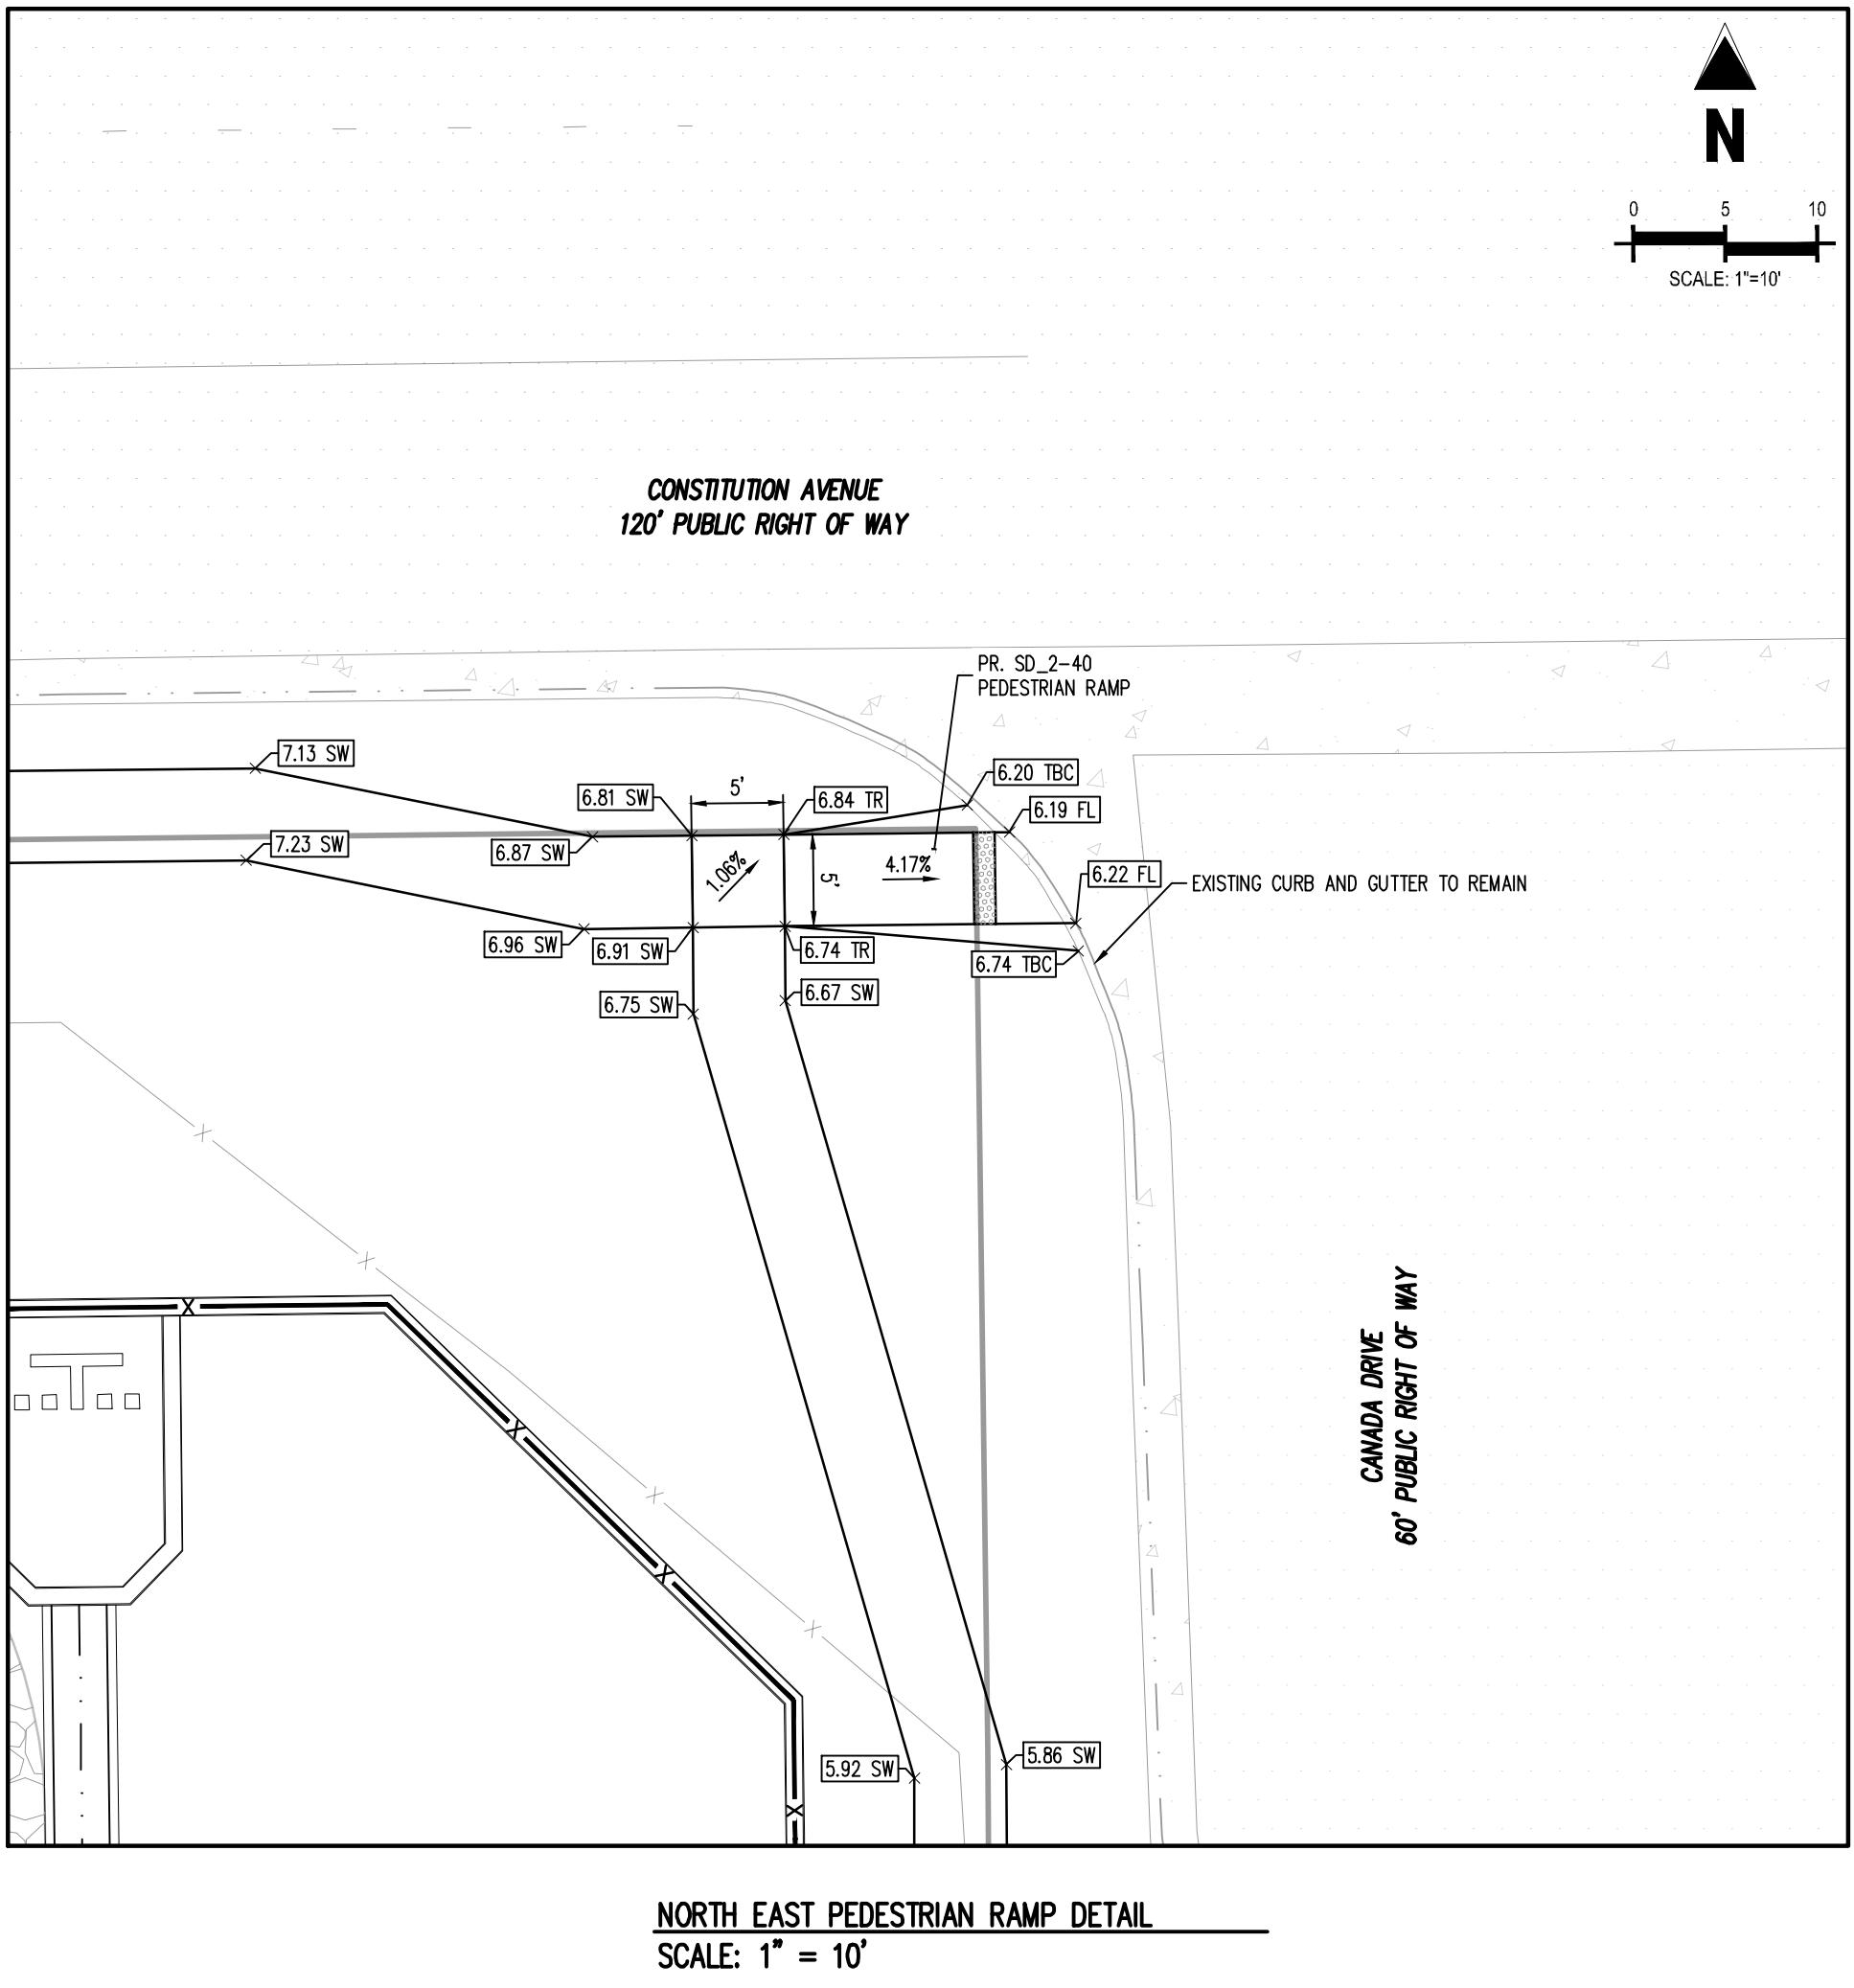 N
0 5 10
SCALE: 1"=10'
CONSTITUTION AVENUE
120' PUBLIC RIGHT OF WAY
PR. SD_2-40
PEDESTRIAN RAMP
7.13 SW
6.81 SW
5'
6.84 TR
6.20 TBC
6.19 FL
7.23 SW
6.87 SW
1.06%
5'
4.17%
6.22 FL
EXISTING CURB AND GUTTER TO REMAIN
6.96 SW
6.91 SW
6.74 TR
6.74 TBC
6.75 SW
6.67 SW
CANADA DRIVE
60' PUBLIC RIGHT OF WAY
X
X
X
X
X
X
X
X
5.92 SW
5.86 SW
NORTH EAST PEDESTRIAN RAMP DETAIL
SCALE: 1" = 10'